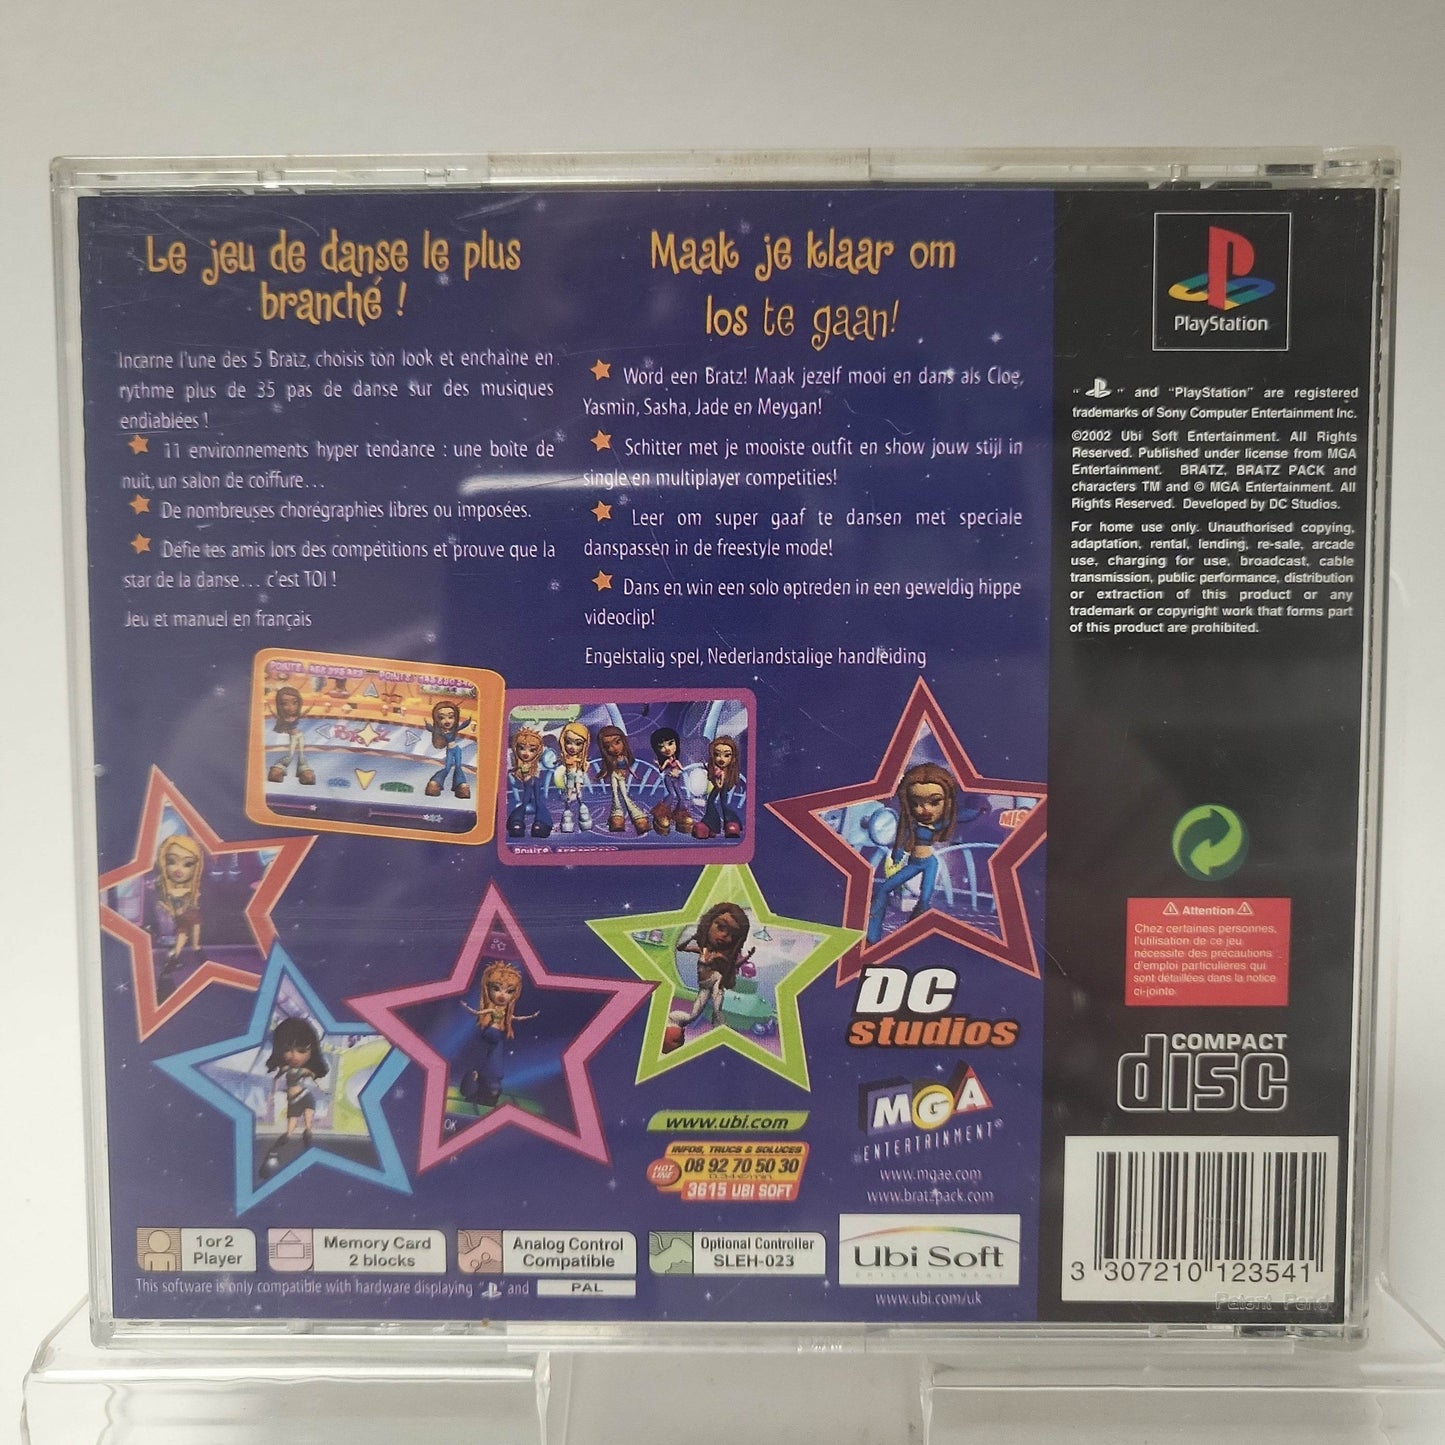 Le jeu de danse le plus
branché !
Incarne l'une des 5 Bratz, choisis ton look et enchaine en
rythme plus de 35 pas de danse sur des musiques
endiablées !
11 environnements hyper tendance : une boîte de
nuit, un salon de coiffure...
De nombreuses chorégraphies libres ou imposées.
Défie tes amis lors des compétitions et prouve que la
star de la danse... c'est TOI !
Jeu et manuel en français
Maak je klaar om
los te gaan!
Word een Bratz! Maak jezelf mooi en dans als Cloe,
Yasmin, Sasha, Jade en Meygan!
Schitter met je mooiste outfit en show jouw stijl in
single en multiplayer competities!
Leer om super gaaf te dansen met speciale
danspassen in de freestyle mode!
Dans en win een solo optreden in een geweldig hippe
videoclip!
Engelstalig spel, Nederlandstalige handleiding
PlayStation
" " and "PlayStation" are registered
trademarks of Sony Computer Entertainment Inc.
©2002 Ubi Soft Entertainment. All Rights
Reserved. Published under license from MGA
Entertainment. BRATZ, BRATZ PACK and
characters TM and © MGA Entertainment. All
Rights Reserved. Developed by DC Studios.
For home use only. Unauthorised copying,
adaptation, rental, lending, re-sale, arcade
use, charging for use, broadcast, cable
transmission, public performance, distribution
or extraction of this product or any
trademark or copyright work that forms part
of this product are prohibited.
Attention
Chez certaines personnes,
l'utilisation de ce jeu
nécessite des précautions
d'emploi particulières qui
sont détaillées dans la notice
ci-jointe.
COMPACT
disc
POINTS
POINTS
GOOD
PERFECT
POINTS
MIS
OK
DC
studios
MGA
ENTERTAINMENT®
www.mgae.com
www.bratzpack.com
www.ubi.com
INFOS, TRUCS & SOLUCES
HOT
LINE
08 92 70 50 30
3615 UBI SOFT
1 or 2
Player
Memory Card
2 blocks
Analog Control
Compatible
Optional Controller
SLEH-023
Ubi Soft
ENTERTAINMENT
www.ubi.com/uk
This software is only compatible with hardware displaying " " and
PAL
3 307210 123541
Patent Pend